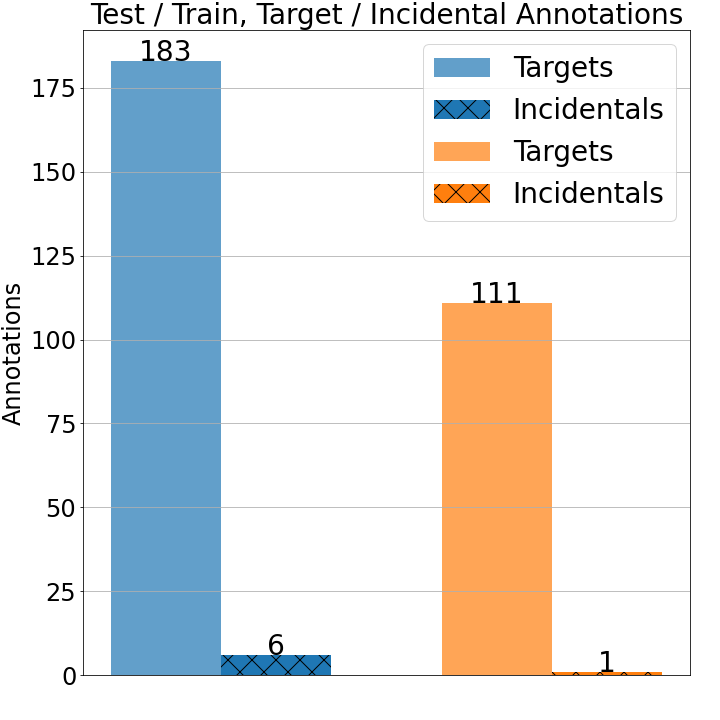 Test / Train, Target / Incidental Annotations
183
Targets
Incidentals
Targets
Incidentals
175
150
125
111
100
75
50
25
6
1
0
Annotations